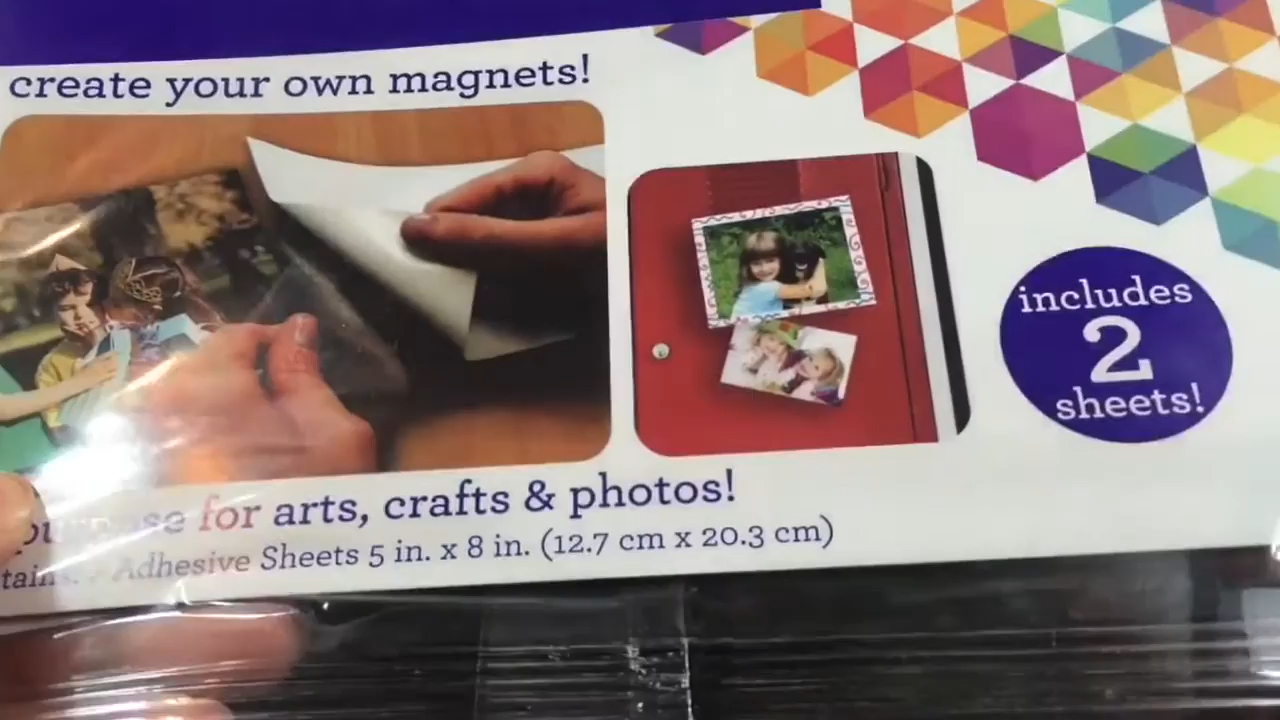 create your own magnets!
includes
2
sheets!
for arts, crafts & photos!
Adhesive Sheets 5 in. x 8 in. (12.7 cm x 20.3 cm)